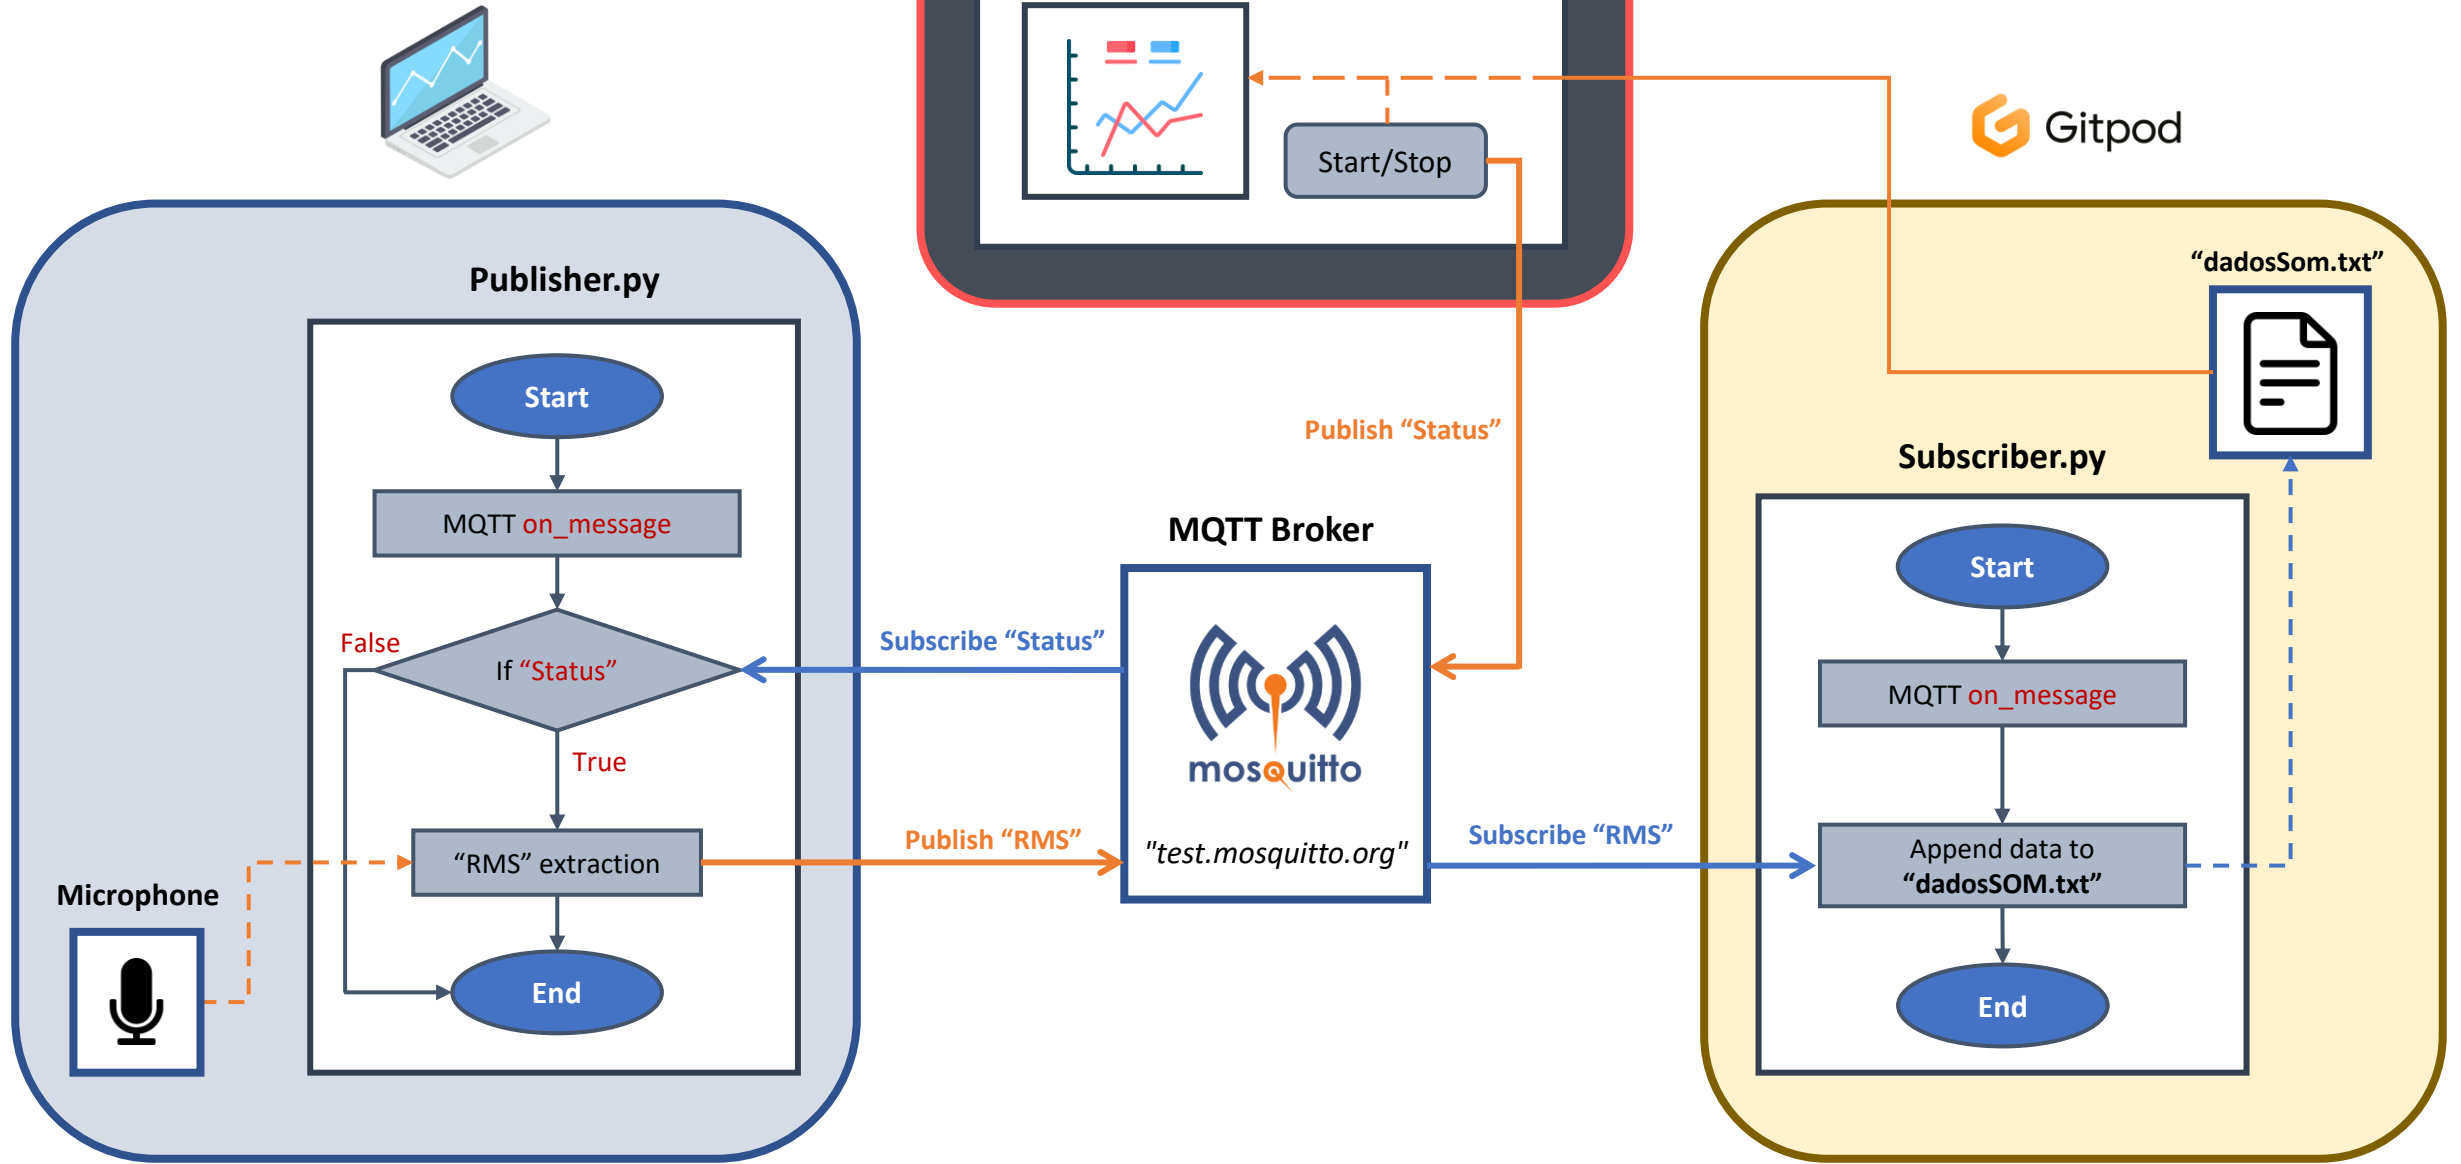 Start/Stop
Gitpod
Publisher.py
Start
MQTT on_message
False
If “Status”
True
“RMS” extraction
End
Microphone
Subscribe “Status”
Publish “RMS”
Publish “Status”
MQTT Broker
mosquitto
"test.mosquitto.org"
Subscribe “RMS”
“dadosSom.txt”
Subscriber.py
Start
MQTT on_message
Append data to
“dadosSOM.txt”
End